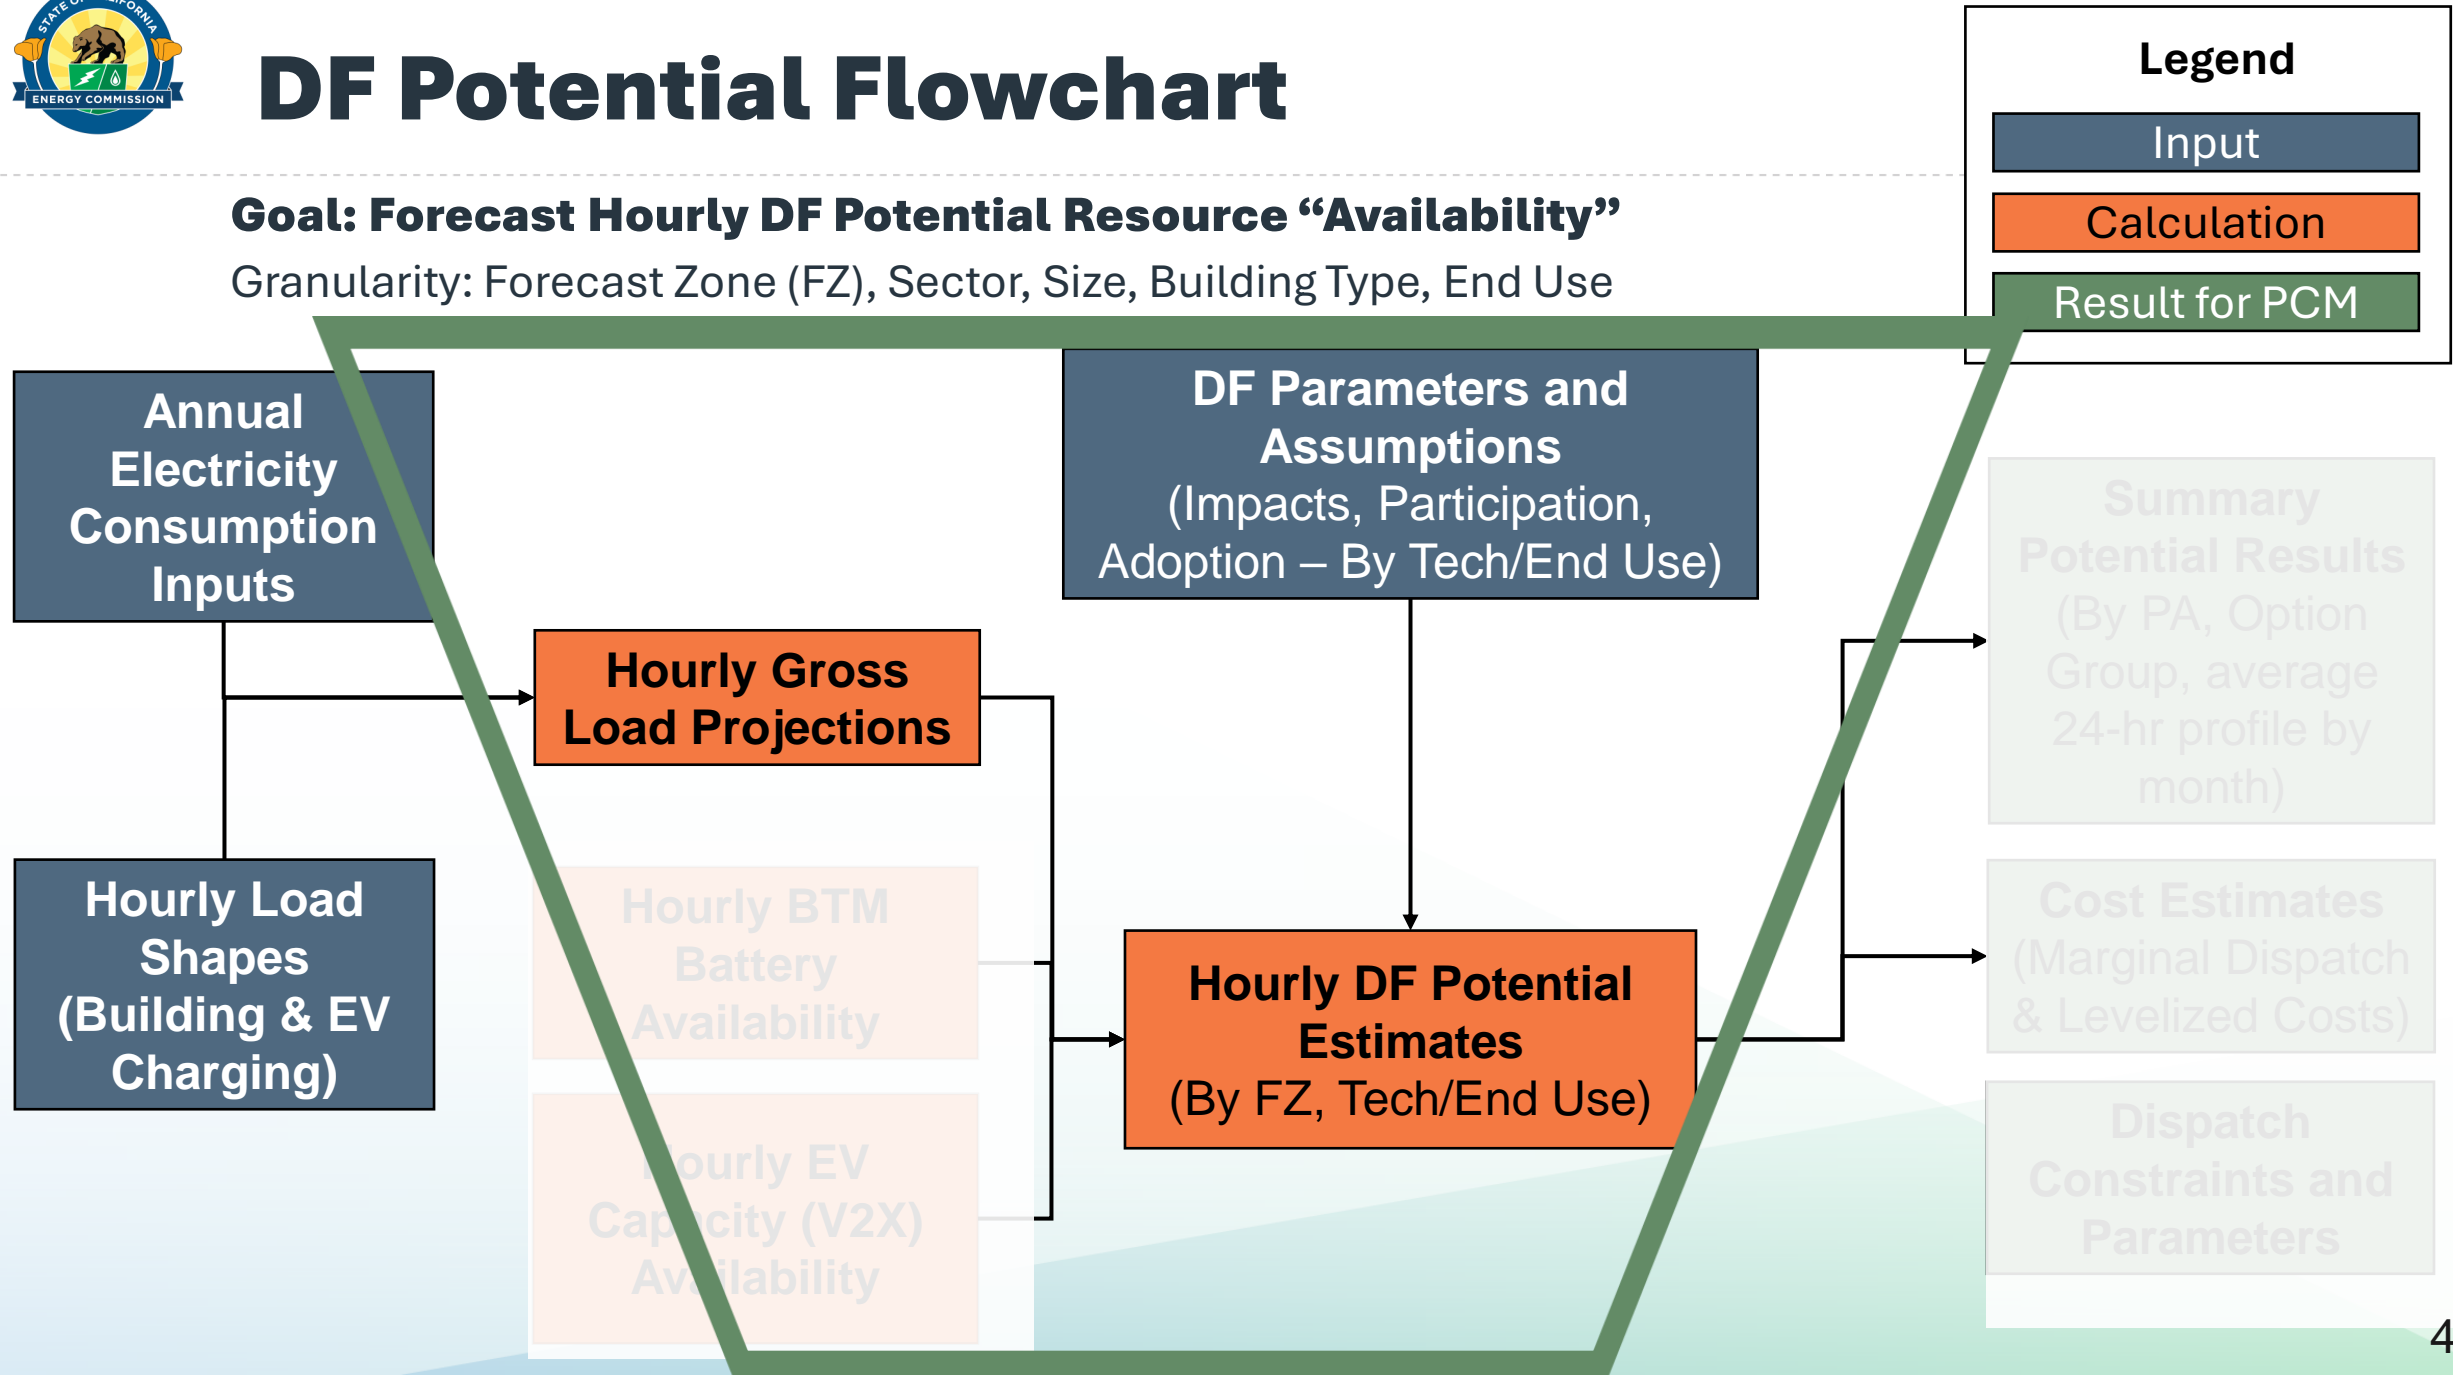 STATE OF CALIFORNIA
ENERGY COMMISSION
DF Potential Flowchart
Legend
Input
Calculation
Result for PCM
Goal: Forecast Hourly DF Potential Resource “Availability”
Granularity: Forecast Zone (FZ), Sector, Size, Building Type, End Use
Annual
Electricity
Consumption
Inputs
DF Parameters and
Assumptions
(Impacts, Participation,
Adoption – By Tech/End Use)
Hourly Gross
Load Projections
Hourly Load
Shapes
(Building & EV
Charging)
Hourly BTM
Battery
Availability
Hourly EV
Capacity (V2X)
Availability
Hourly DF Potential
Estimates
(By FZ, Tech/End Use)
Summary
Potential Results
(By PA, Option
Group, average
24-hr profile by
month)
Cost Estimates
(Marginal Dispatch
& Levelized Costs)
Dispatch
Constraints and
Parameters
4